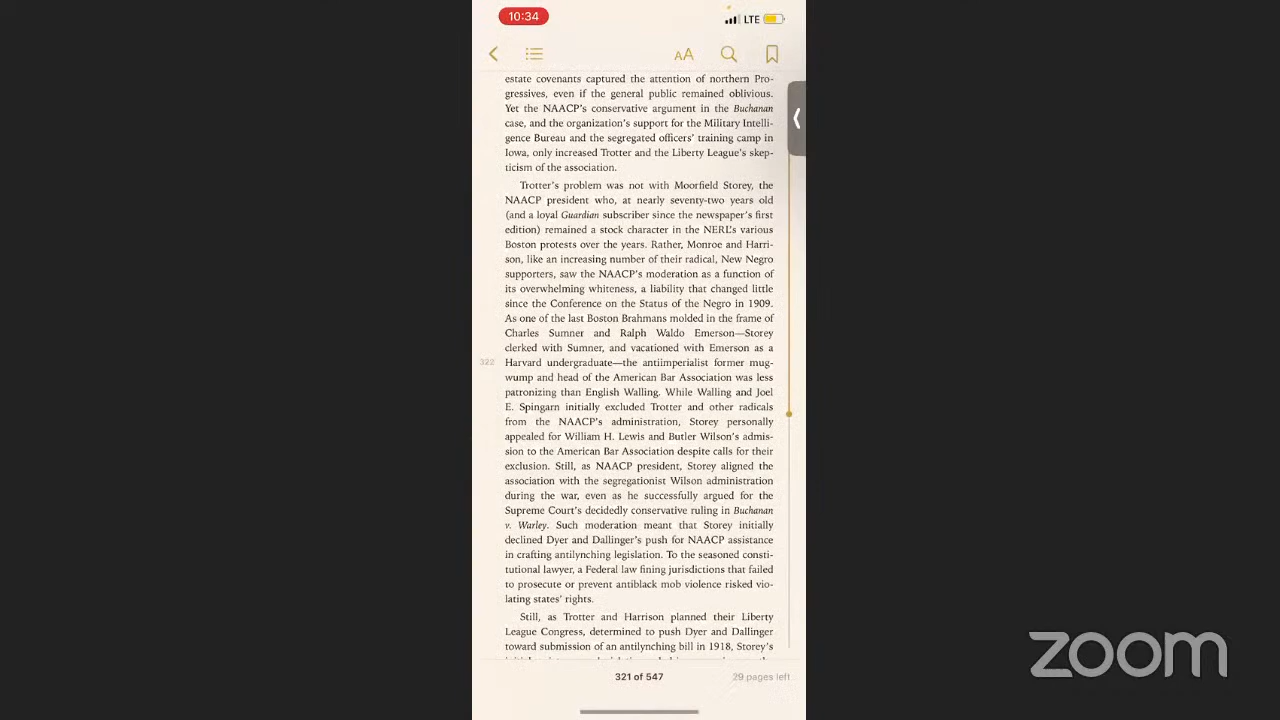 10:34
LTE
AA
estate covenants captured the attention of northern Pro-
gressives, even if the general public remained oblivious.
Yet the NAACP's conservative argument in the Buchanan
case, and the organization's support for the Military Intelli-
gence Bureau and the segregated officers' training camp in
Iowa, only increased Trotter and the Liberty League's skep-
ticism of the association.
Trotter's problem was not with Moorfield Storey, the
NAACP president who, at nearly seventy-two years old
(and a loyal Guardian subscriber since the newspaper's first
edition) remained a stock character in the NERL's various
Boston protests over the years. Rather, Monroe and Harri-
son, like an increasing number of their radical, New Negro
supporters, saw the NAACP's moderation as a function of
its overwhelming whiteness, a liability that changed little
since the Conference on the Status of the Negro in 1909.
As one of the last Boston Brahmans molded in the frame of
Charles Sumner and Ralph Waldo Emerson—Storey
clerked with Sumner, and vacationed with Emerson as a
322
Harvard undergraduate—the antiimperialist former mug-
wump and head of the American Bar Association was less
patronizing than English Walling. While Walling and Joel
E. Spingarn initially excluded Trotter and other radicals
from the NAACP's administration, Storey personally
appealed for William H. Lewis and Butler Wilson's admis-
sion to the American Bar Association despite calls for their
exclusion. Still, as NAACP president, Storey aligned the
association with the segregationist Wilson administration
during the war, even as he successfully argued for the
Supreme Court's decidedly conservative ruling in Buchanan
v. Warley. Such moderation meant that Storey initially
declined Dyer and Dallinger's push for NAACP assistance
in crafting antilynching legislation. To the seasoned consti-
tutional lawyer, a Federal law fining jurisdictions that failed
to prosecute or prevent antiblack mob violence risked vio-
lating states' rights.
Still, as Trotter and Harrison planned their Liberty
League Congress, determined to push Dyer and Dallinger
toward submission of an antilynching bill in 1918, Storey's
321 of 547
29 pages left
zoom